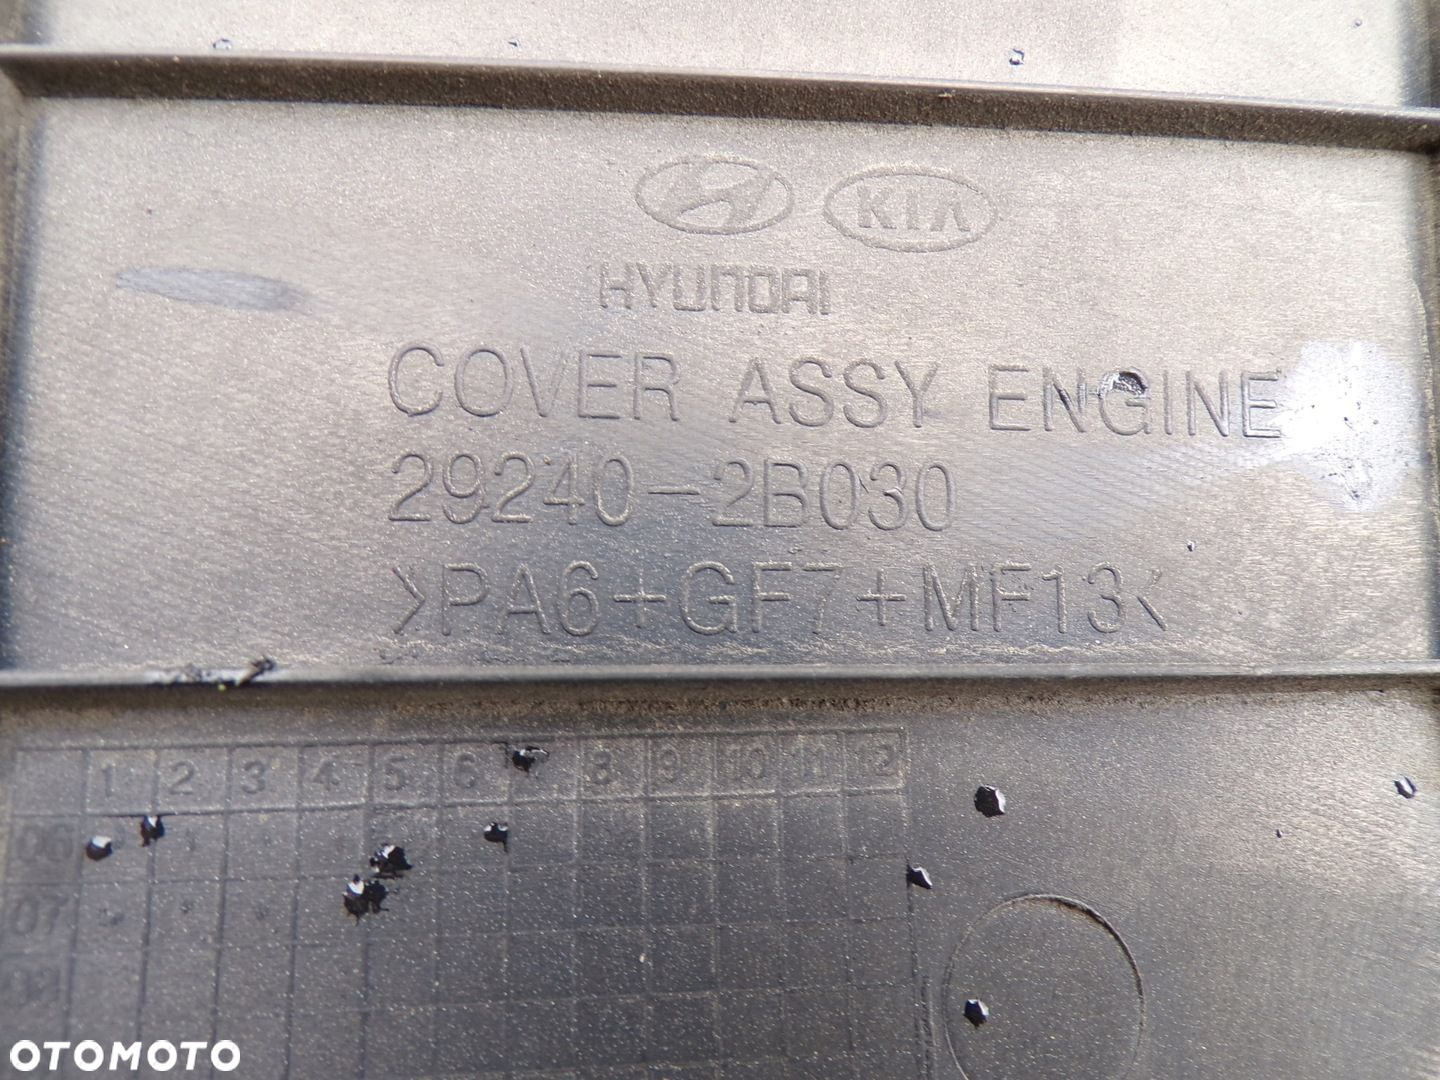 KIA
HYUNDAI
COVER ASSY ENGINE
29240-2B030
>PA6+GF7+MF13<
1 2 3 4 5 6 7 8 9 10 11 12
06
07
OTOMOTO